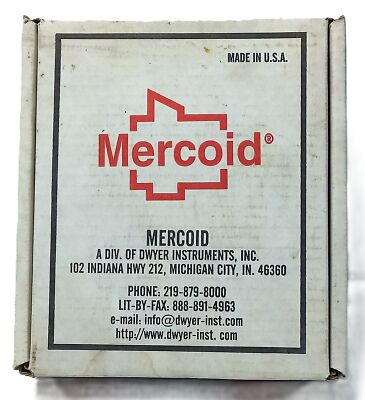 MADE IN U.S.A.
Mercoid®
MERCOID
A DIV. OF DWYER INSTRUMENTS, INC.
102 INDIANA HWY 212, MICHIGAN CITY, IN. 46360
PHONE: 219-879-8000
LIT-BY-FAX: 888-891-4963
e-mail: info@dwyer-inst.com
http://www.dwyer-inst. com